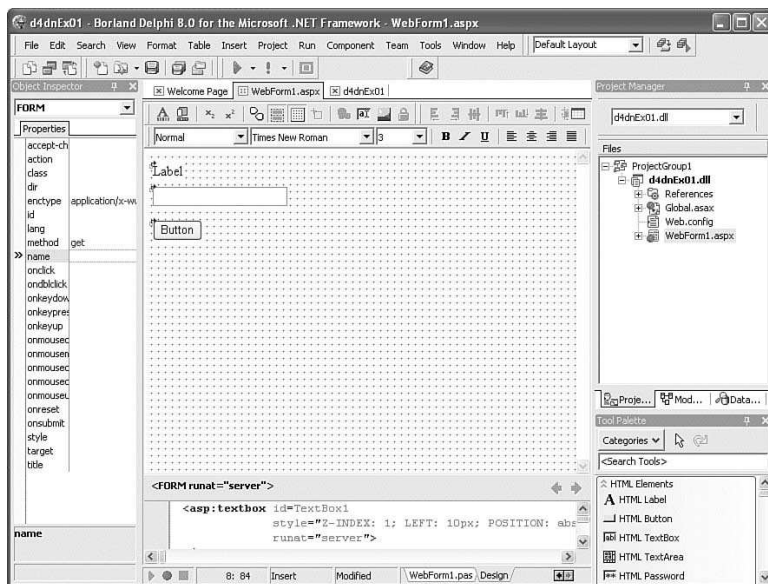 d4dnEx01 - Borland Delphi 8.0 for the Microsoft .NET Framework - WebForm1.aspx
File Edit Search View Format Table Insert Project Run Component Team Tools Window Help Default Layout
Object Inspector
FORM
Properties
accept-ch
action
class
dir
enctype application/x-w
id
lang
method get
name
onclick
ondblclick
onkeydow
onkeypres
onkeyup
onmousec
onmousen
onmousec
onmousec
onmouseu
onreset
onsubmit
style
target
title
name
Welcome Page WebForm1.aspx d4dnEx01
Normal Times New Roman 3 B I U
Label
Button
<FORM runat="server">
<asp:textbox id=TextBox1
style="Z-INDEX: 1; LEFT: 10px; POSITION: abs
runat="server">
8: 84 Insert Modified WebForm1.pas Design
Project Manager
d4dnEx01.dll
Files
ProjectGroup1
d4dnEx01.dll
References
Global.asax
Web.config
WebForm1.aspx
Proje... Mod... Data...
Tool Palette
Categories
<Search Tools>
HTML Elements
A HTML Label
HTML Button
HTML TextBox
HTML TextArea
HTML Password